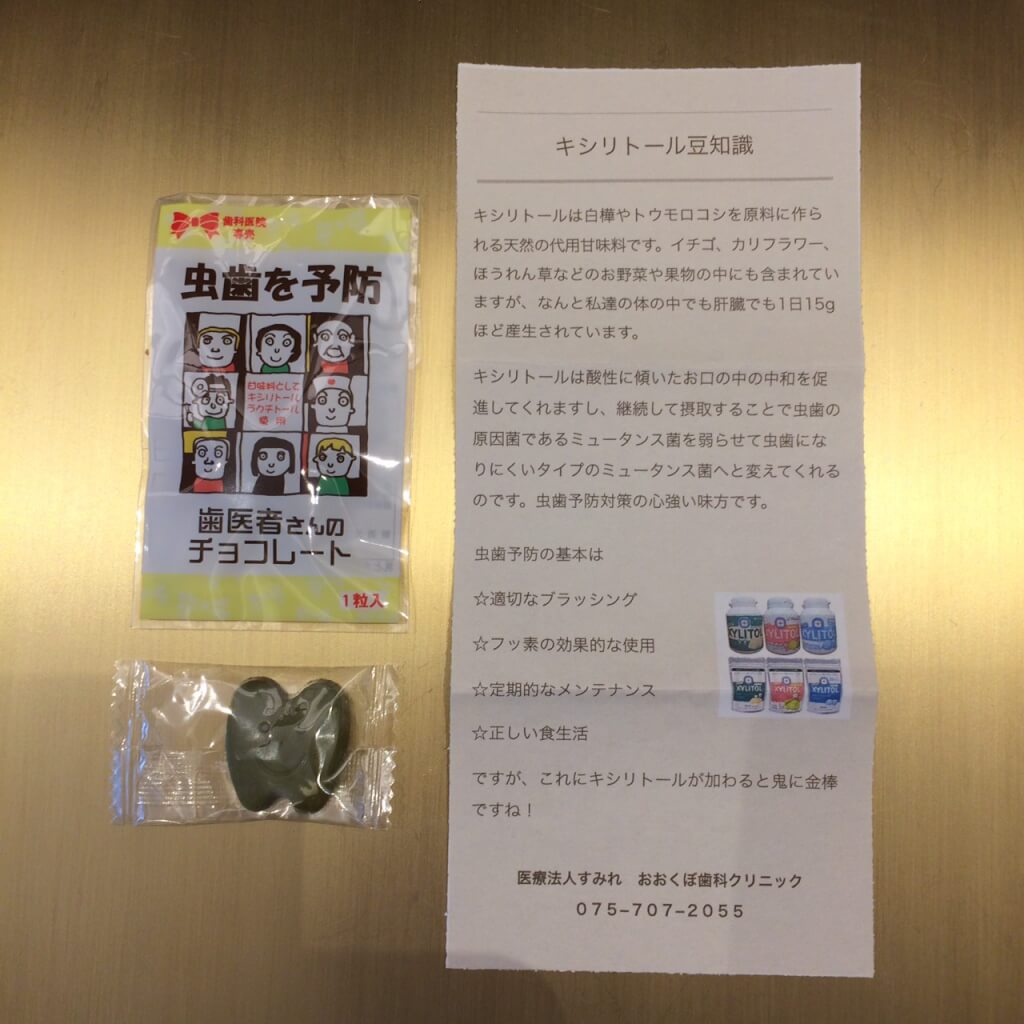 歯科医院
専売
虫歯を予防
甘味料として
キシリトール
ラクチトール
使用
歯医者さんの
チョコレート
1粒入
キシリトール豆知識
キシリトールは白樺やトウモロコシを原料に作ら
れる天然の代用甘味料です。イチゴ、カリフラワー、
ほうれん草などのお野菜や果物の中にも含まれてい
ますが、なんと私達の体の中でも肝臓でも1日15g
ほど産生されています。
キシリトールは酸性に傾いたお口の中の中和を促
進してくれますし、継続して摂取することで虫歯の
原因菌であるミュータンス菌を弱らせて虫歯にな
りにくいタイプのミュータンス菌へと変えてくれる
のです。虫歯予防対策の心強い味方です。
虫歯予防の基本は
☆適切なブラッシング
☆フッ素の効果的な使用
☆定期的なメンテナンス
☆正しい食生活
XYLITOL XYLITOL XYLITOL
XYLITOL XYLITOL XYLITOL
ですが、これにキシリトールが加わると鬼に金棒
ですね！
医療法人すみれ　おおくぼ歯科クリニック
075-707-2055